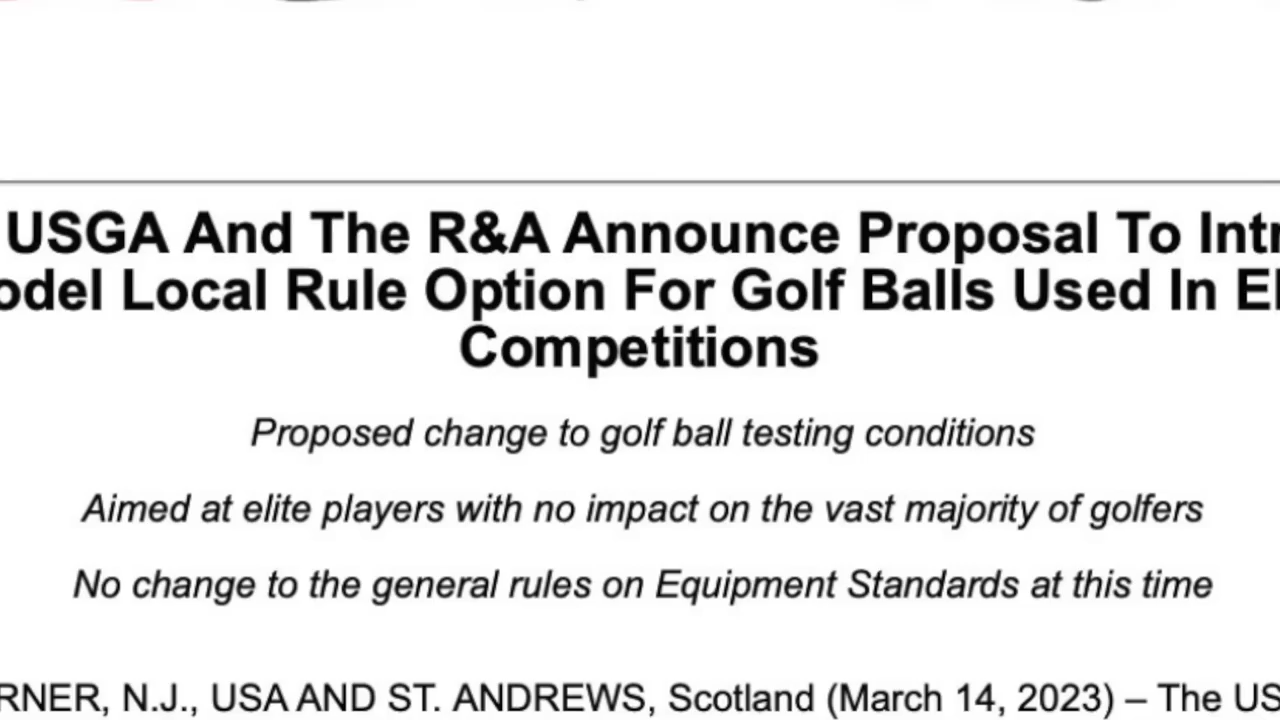 USGA And The R&A Announce Proposal To Intr
odel Local Rule Option For Golf Balls Used In El
Competitions
Proposed change to golf ball testing conditions
Aimed at elite players with no impact on the vast majority of golfers
No change to the general rules on Equipment Standards at this time
RNER, N.J., USA AND ST. ANDREWS, Scotland (March 14, 2023) – The US